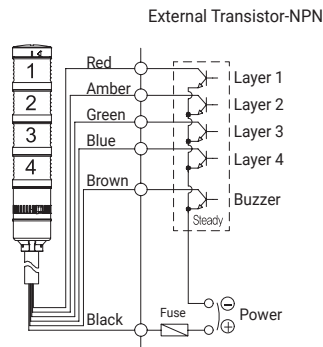 External Transistor-NPN
Red
Layer 1
1
Amber
Layer 2
2
Green
Layer 3
3
Blue
Layer 4
4
Brown
Buzzer
Steady
Fuse
⊖
Power
Black
⊕